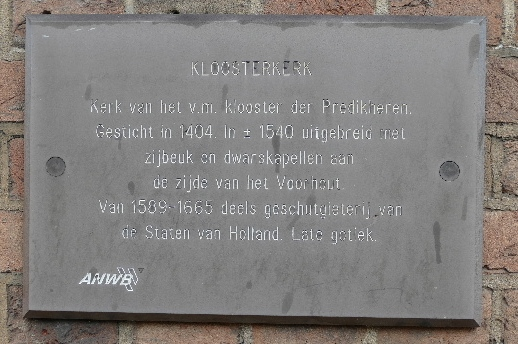 KLOOSTERKERK
Kerk van het v.m. klooster der Predikheren.
Gesticht in 1404. In ± 1540 uitgebreid met
zijbeuk en dwarskapellen aan
de zijde van het Voorhout.
Van 1589-1665 deels geschutgieterij van
de Staten van Holland. Late gotiek.
ANWB